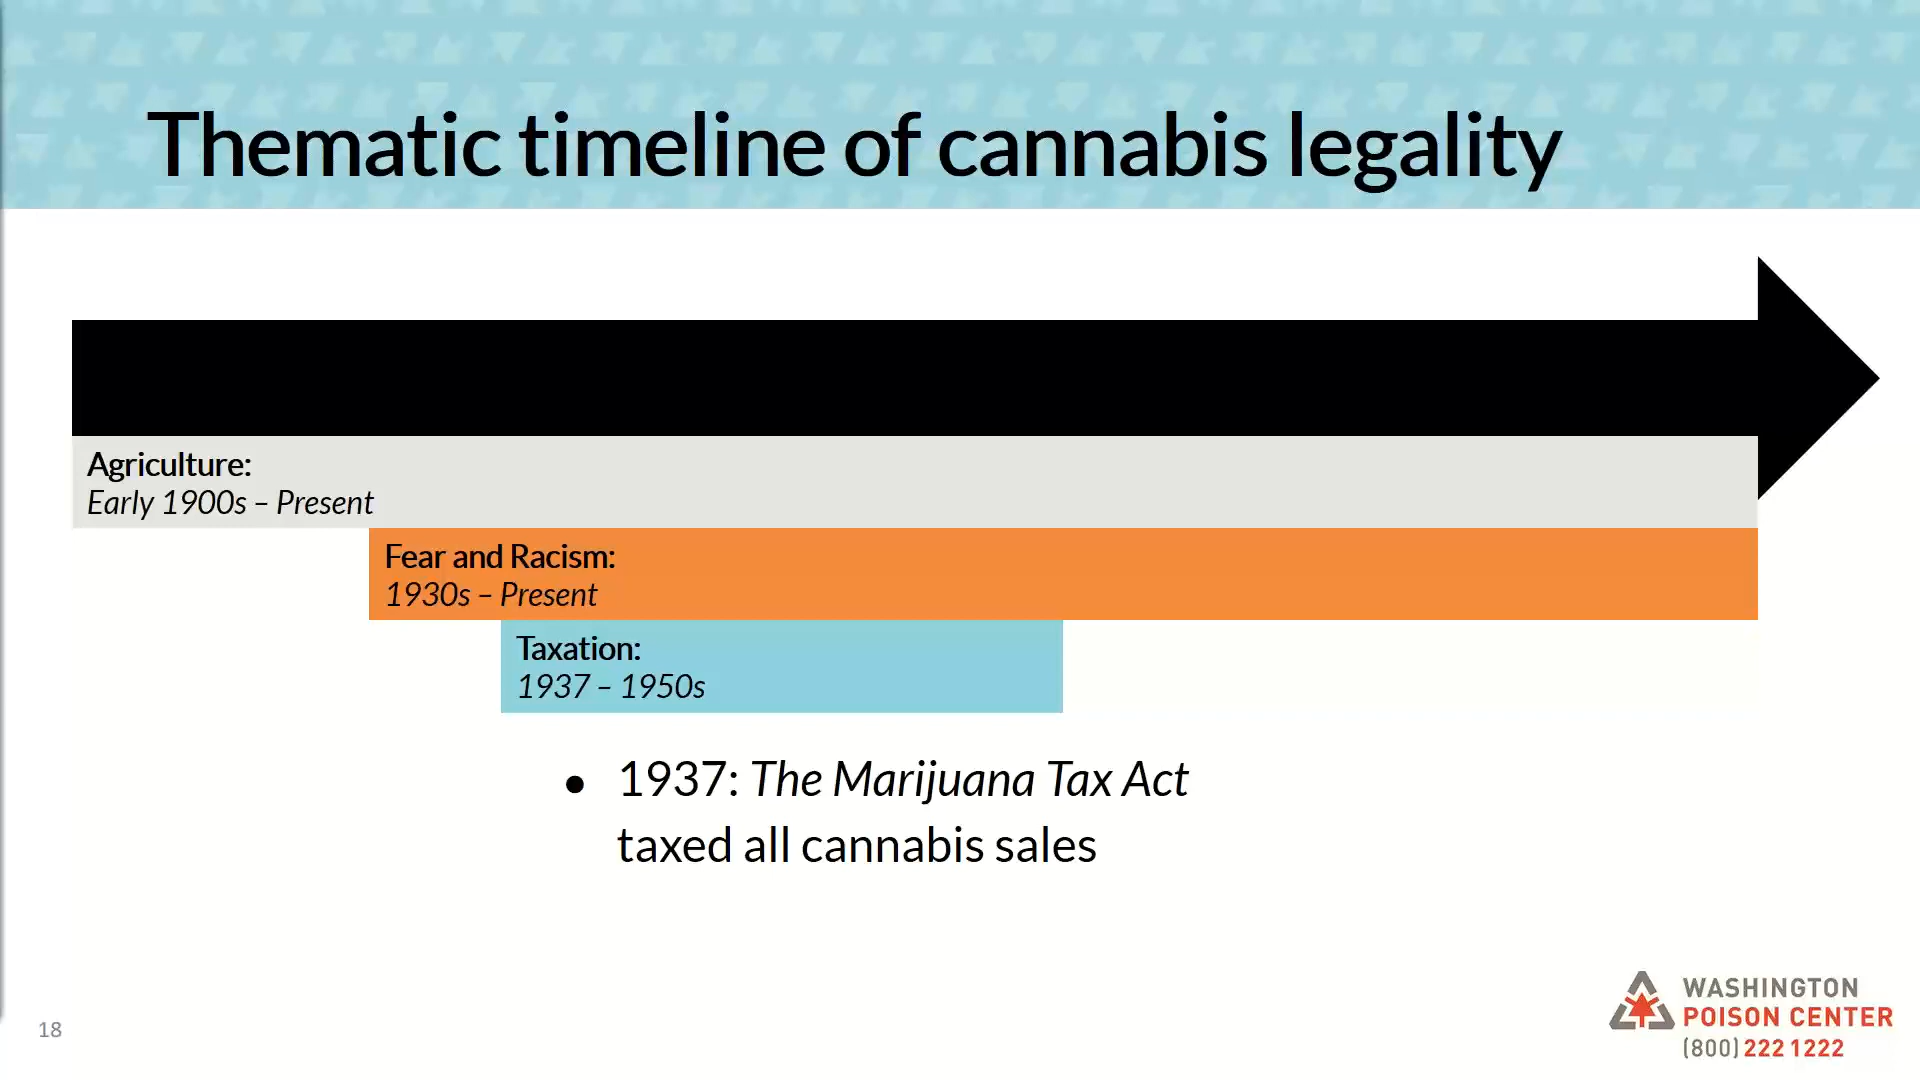 Thematic timeline of cannabis legality
Agriculture:
Early 1900s – Present
Fear and Racism:
1930s – Present
Taxation:
1937 – 1950s
● 1937: The Marijuana Tax Act
taxed all cannabis sales
18
WASHINGTON
POISON CENTER
(800) 222 1222